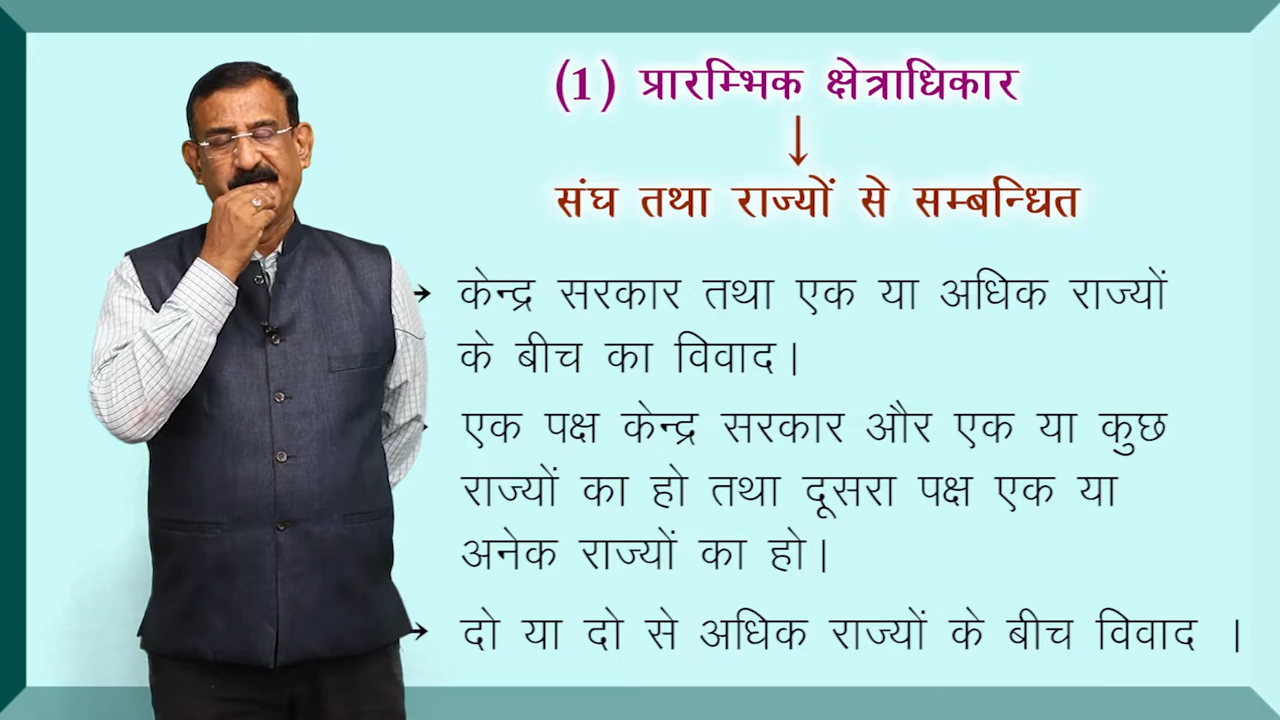 (1) प्रारम्भिक क्षेत्राधिकार
↓
संघ तथा राज्यों से सम्बन्धित
→ केन्द्र सरकार तथा एक या अधिक राज्यों
के बीच का विवाद।
एक पक्ष केन्द्र सरकार और एक या कुछ
राज्यों का हो तथा दूसरा पक्ष एक या
अनेक राज्यों का हो।
→ दो या दो से अधिक राज्यों के बीच विवाद ।